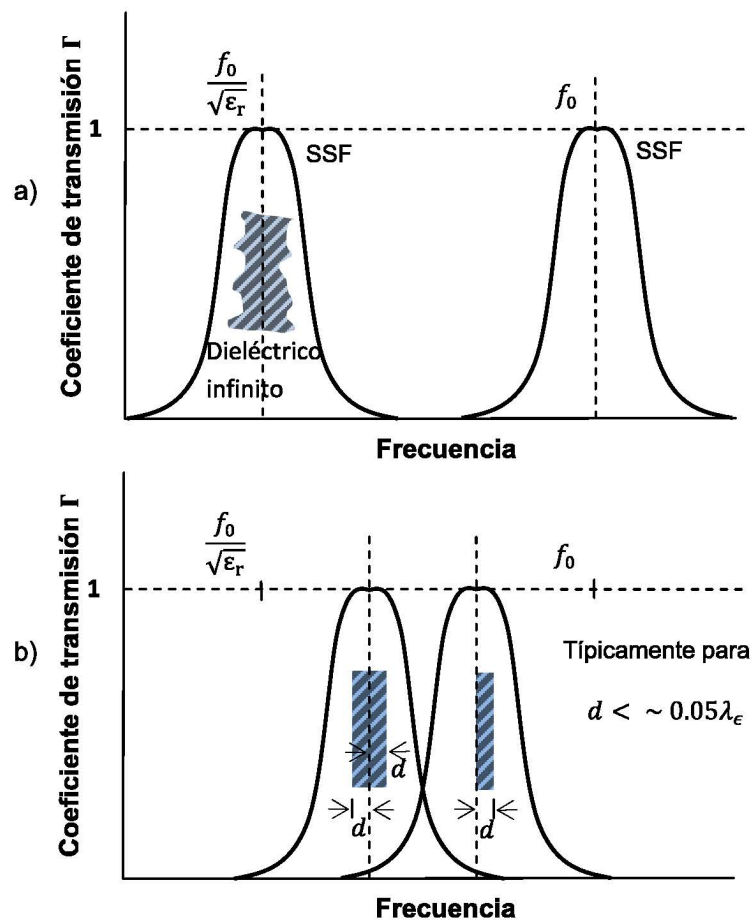 a)
Coeficiente de transmisión Γ
1
f₀/√εᵣ
SSF
f₀
SSF
Dieléctrico
infinito
Frecuencia
b)
Coeficiente de transmisión Γ
1
f₀/√εᵣ
f₀
Típicamente para
d < ~ 0.05λ_ϵ
d
d
d
Frecuencia